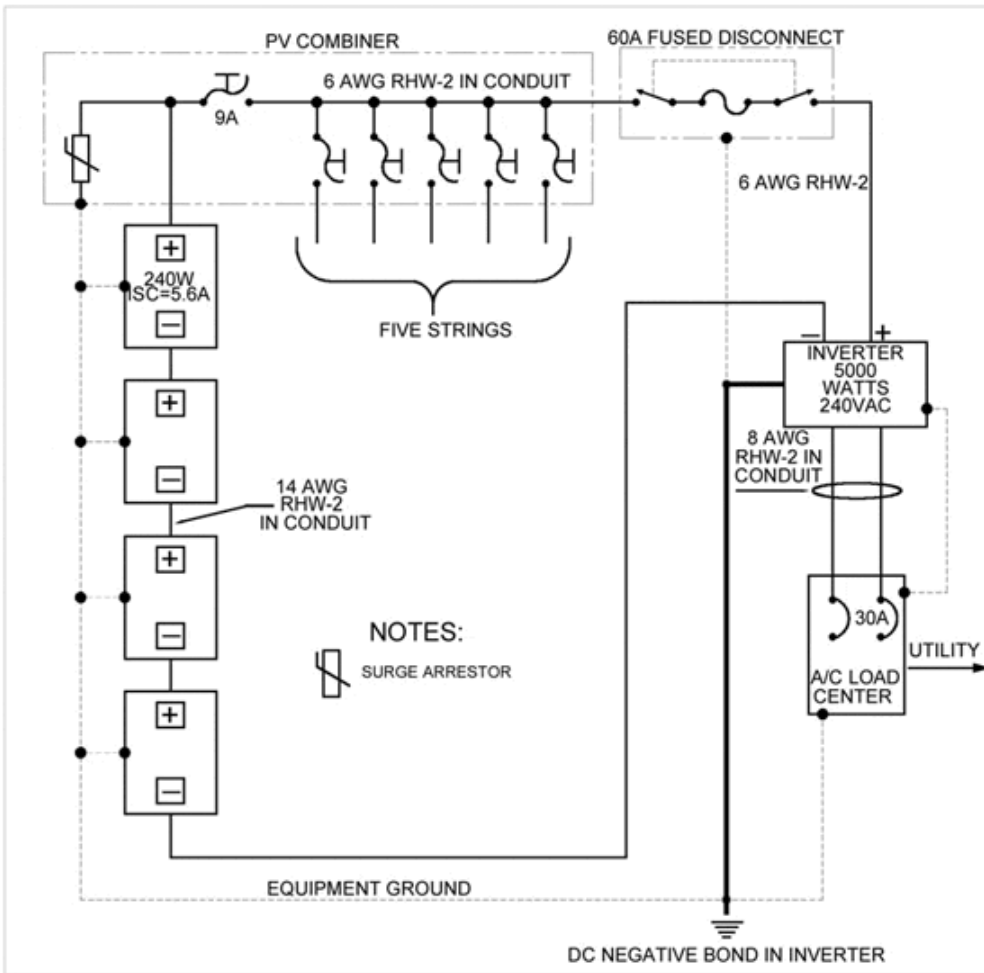 PV COMBINER
60A FUSED DISCONNECT
6 AWG RHW-2 IN CONDUIT
9A
6 AWG RHW-2
+
240W
ISC=5.6A
—
FIVE STRINGS
— +
INVERTER
5000
WATTS
240VAC
+
—
8 AWG
RHW-2 IN
CONDUIT
14 AWG
RHW-2
IN CONDUIT
+
—
30A
NOTES:
SURGE ARRESTOR
UTILITY
A/C LOAD
CENTER
+
—
EQUIPMENT GROUND
DC NEGATIVE BOND IN INVERTER